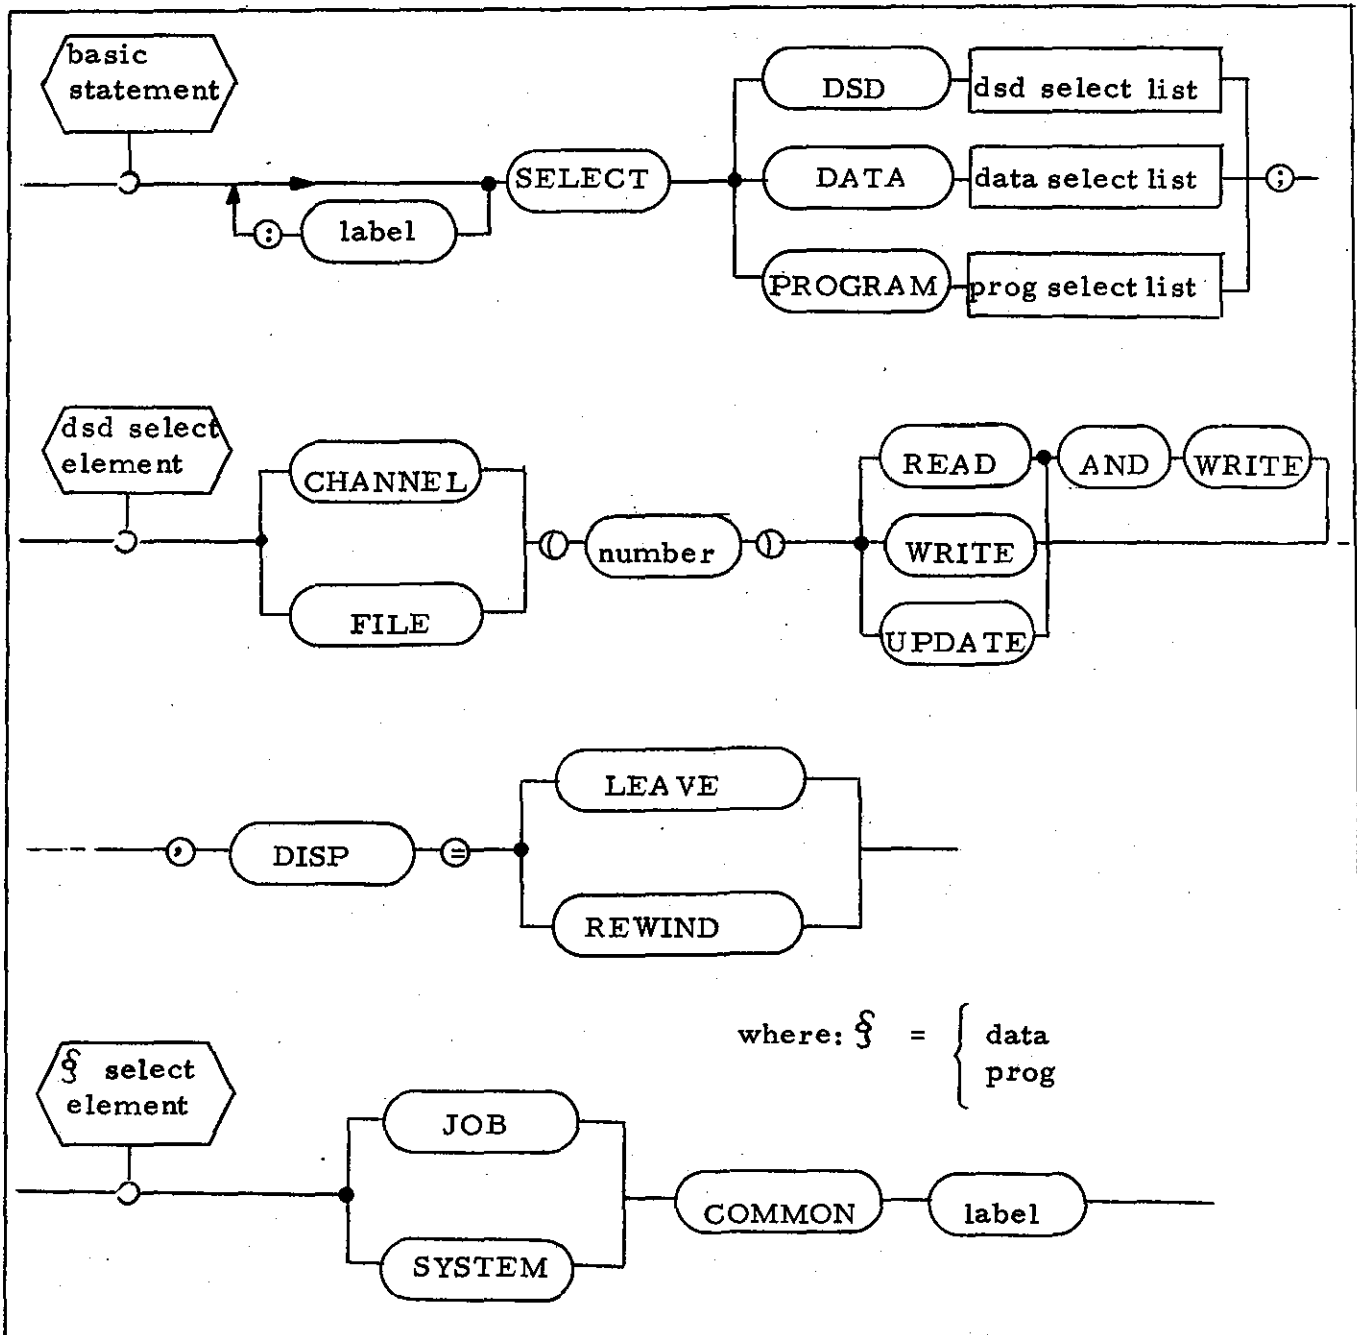 basic
statement
DSD dsd select list
SELECT DATA data select list ;
: label
PROGRAM prog select list
dsd select
element
READ AND WRITE
CHANNEL
( number ) WRITE
FILE
UPDATE
LEAVE
, DISP =
REWIND
where: § = { data
prog
§ select
element
JOB
COMMON label
SYSTEM